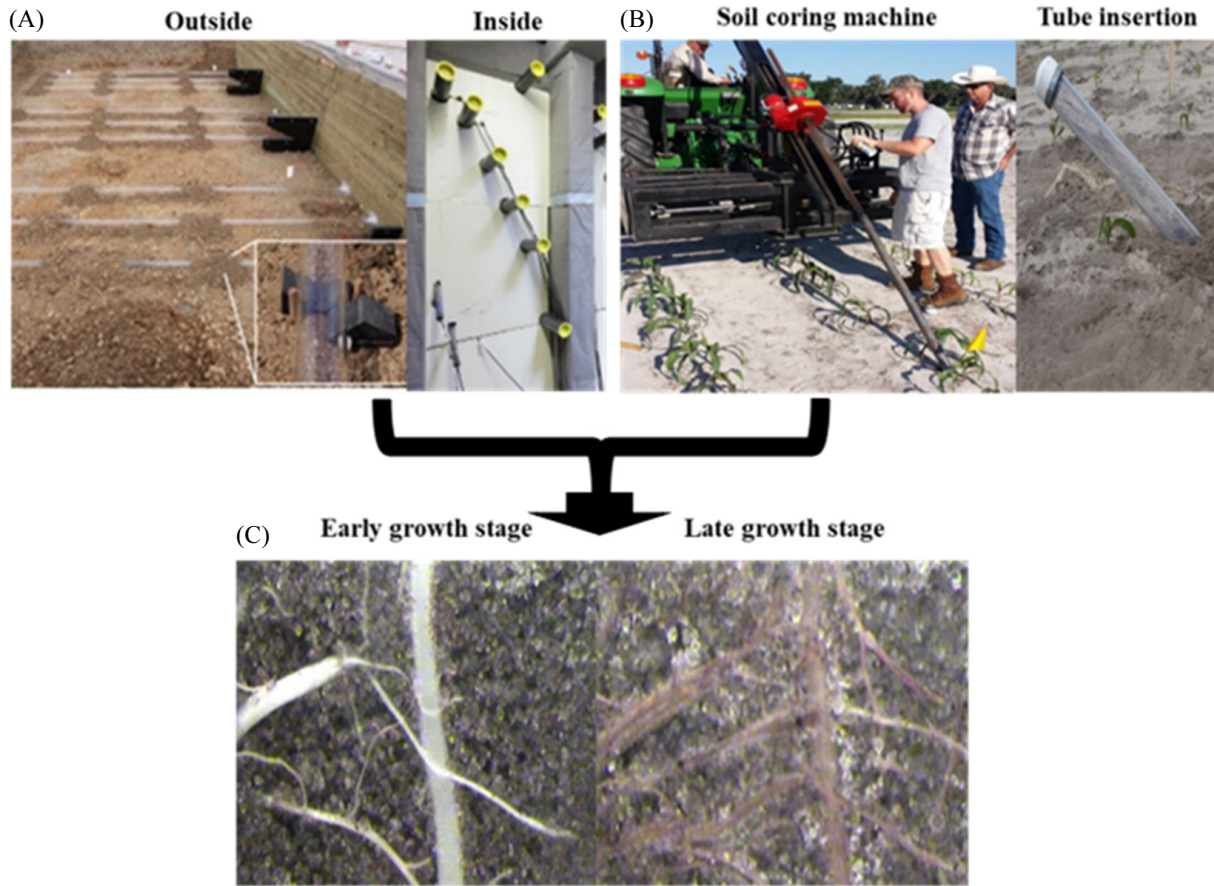 (A)
Outside
Inside
(B)
Soil coring machine
Tube insertion
(C)
Early growth stage
Late growth stage